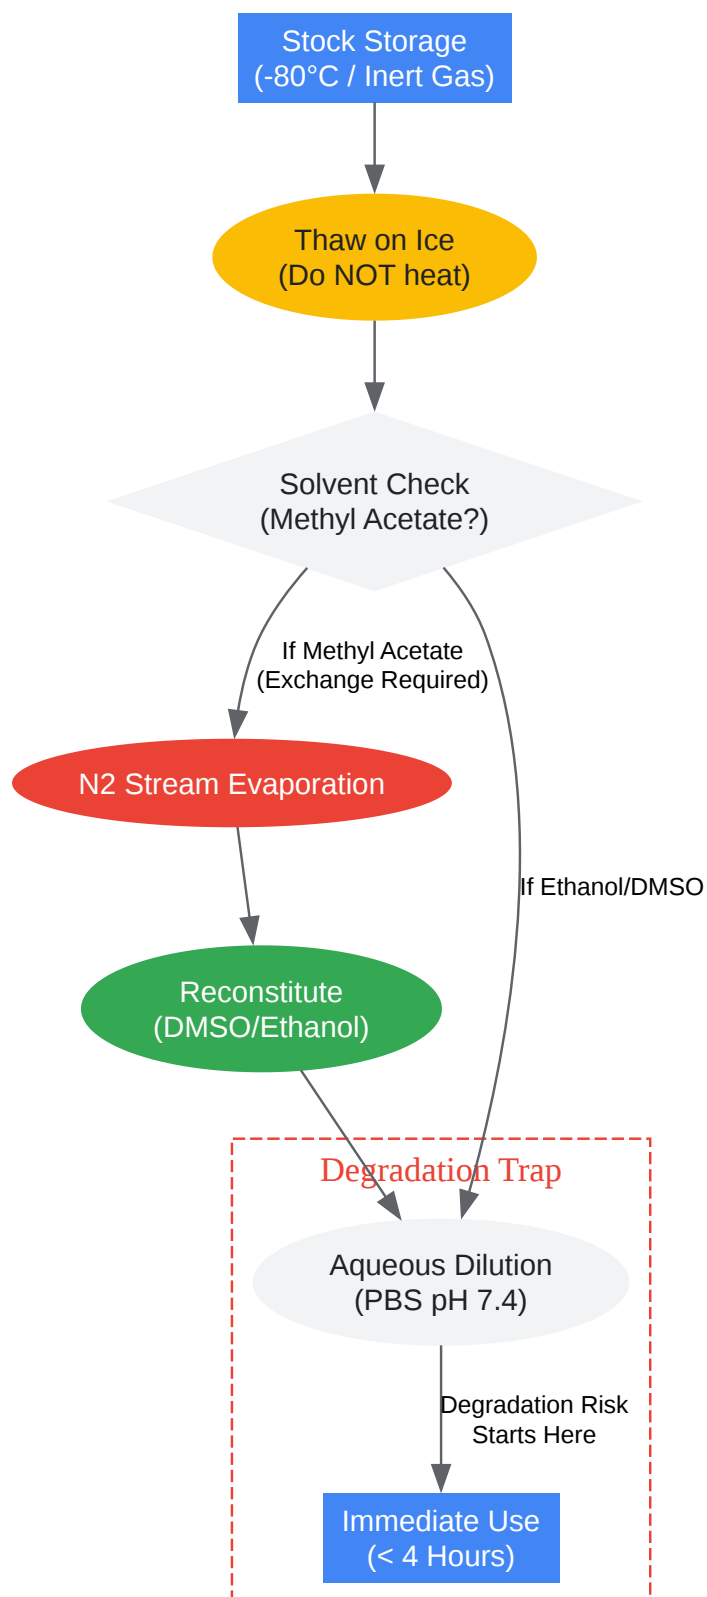 Stock Storage
(-80°C / Inert Gas)
Thaw on Ice
(Do NOT heat)
Solvent Check
(Methyl Acetate?)
If Methyl Acetate
(Exchange Required)
N2 Stream Evaporation
If Ethanol/DMSO
Reconstitute
(DMSO/Ethanol)
Degradation Trap
Aqueous Dilution
(PBS pH 7.4)
Degradation Risk
Starts Here
Immediate Use
(< 4 Hours)